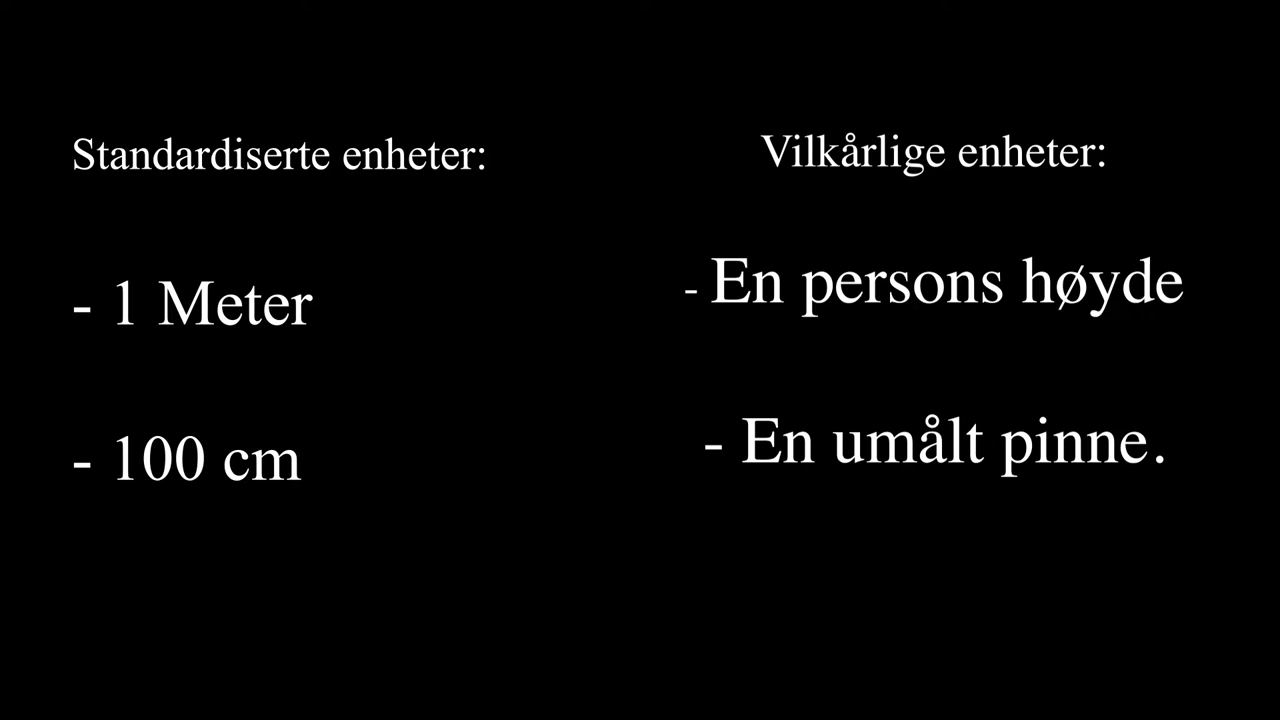 Standardiserte enheter:
- 1 Meter
- 100 cm
Vilkårlige enheter:
- En persons høyde
- En umålt pinne.